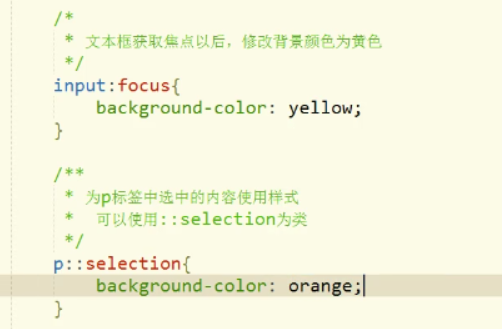 /*
 * 文本框获取焦点以后，修改背景颜色为黄色
 */
input:focus{
    background-color: yellow;
}
/**
 * 为p标签中选中的内容使用样式
 *  可以使用::selection为类
 */
p::selection{
    background-color: orange;
}